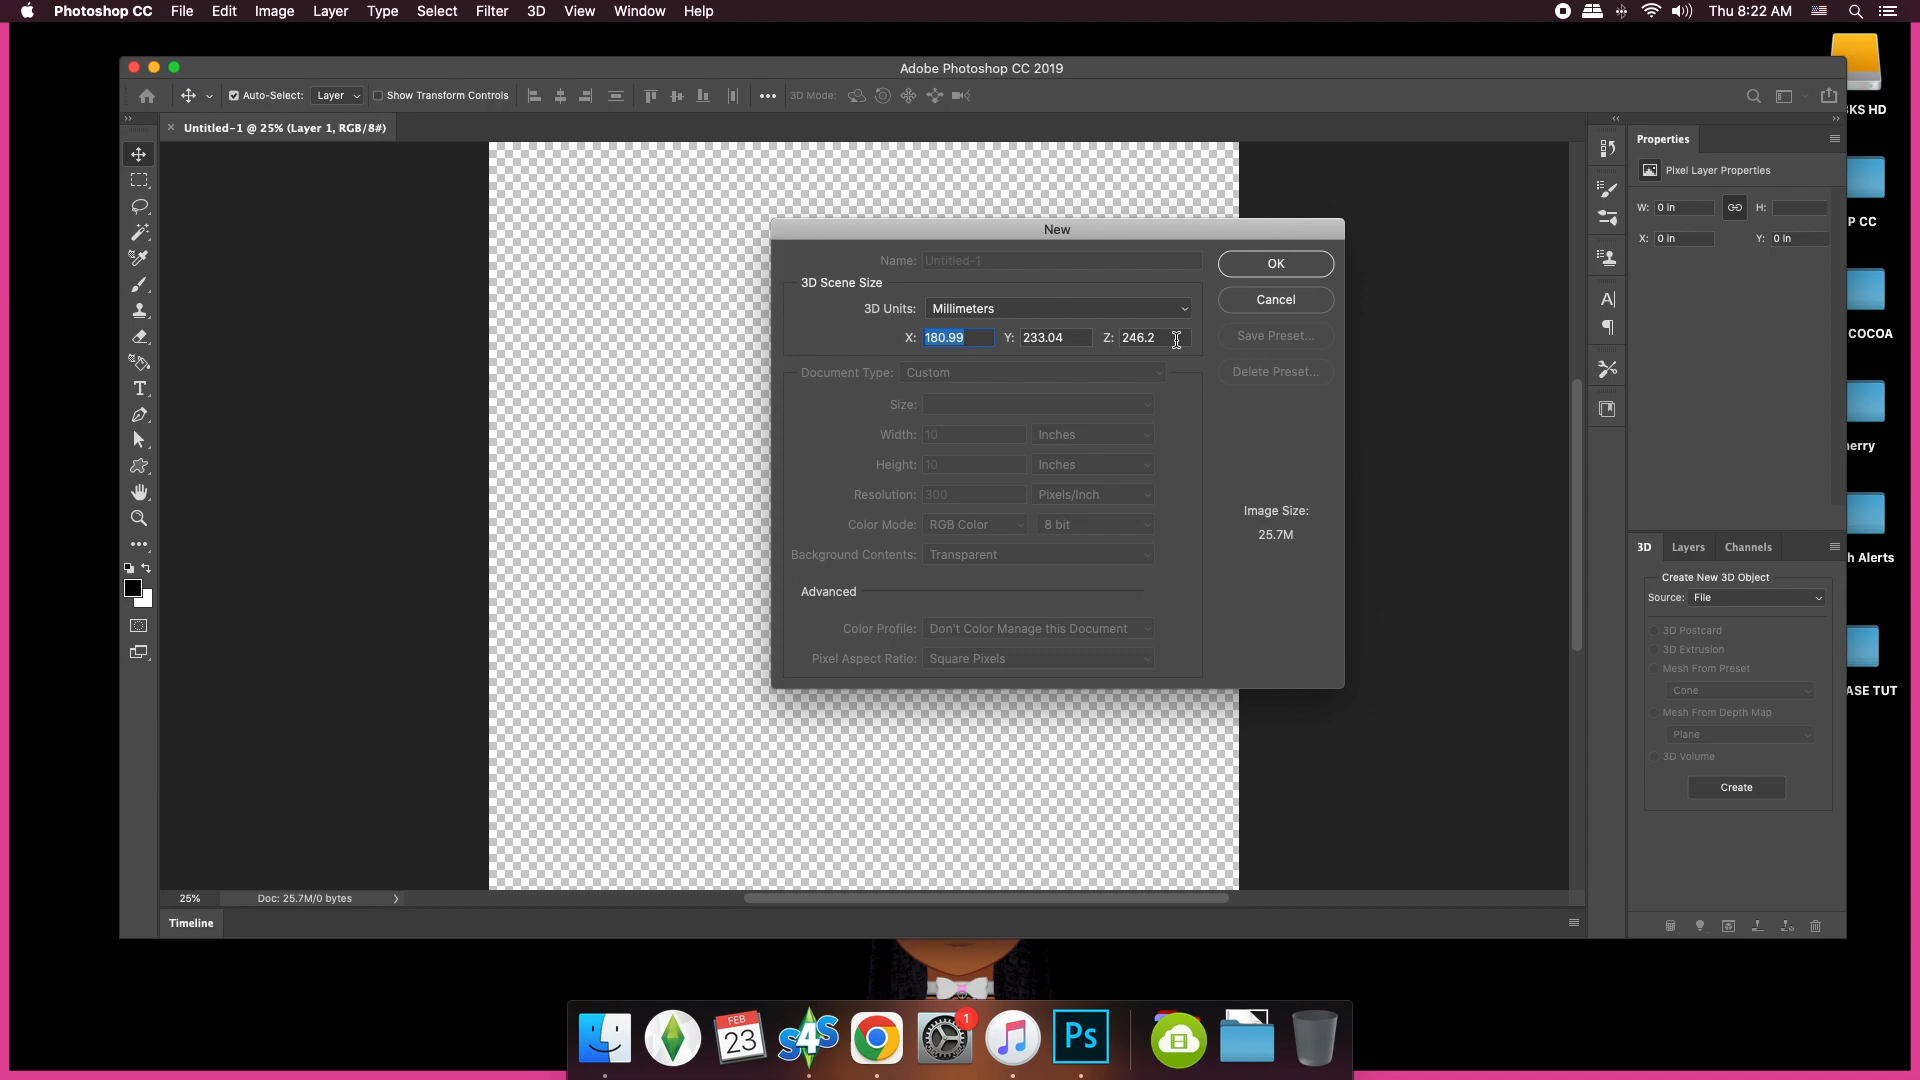 Photoshop CC File Edit Image Layer Type Select Filter 3D View Window Help Thu 8:22 AM
Adobe Photoshop CC 2019
Auto-Select: Layer Show Transform Controls 3D Mode:
KS HD
Untitled-1 @ 25% (Layer 1, RGB/8#)
Properties
Pixel Layer Properties
W: 0 in H:
X: 0 in Y: 0 in
P CC
New
Name: Untitled-1
OK
3D Scene Size
3D Units: Millimeters
Cancel
X: 180.99 Y: 233.04 Z: 246.2
Save Preset...
COCOA
Document Type: Custom
Delete Preset...
Size:
Width: 10 Inches
erry
Height: 10 Inches
Resolution: 300 Pixels/Inch
Color Mode: RGB Color 8 bit
Image Size:
25.7M
Background Contents: Transparent
Advanced
Color Profile: Don't Color Manage this Document
Pixel Aspect Ratio: Square Pixels
3D Layers Channels
h Alerts
Create New 3D Object
Source: File
3D Postcard
3D Extrusion
Mesh From Preset
Cone
ASE TUT
Mesh From Depth Map
Plane
3D Volume
Create
25% Doc: 25.7M/0 bytes
Timeline
FEB
23
S4S
1
Ps